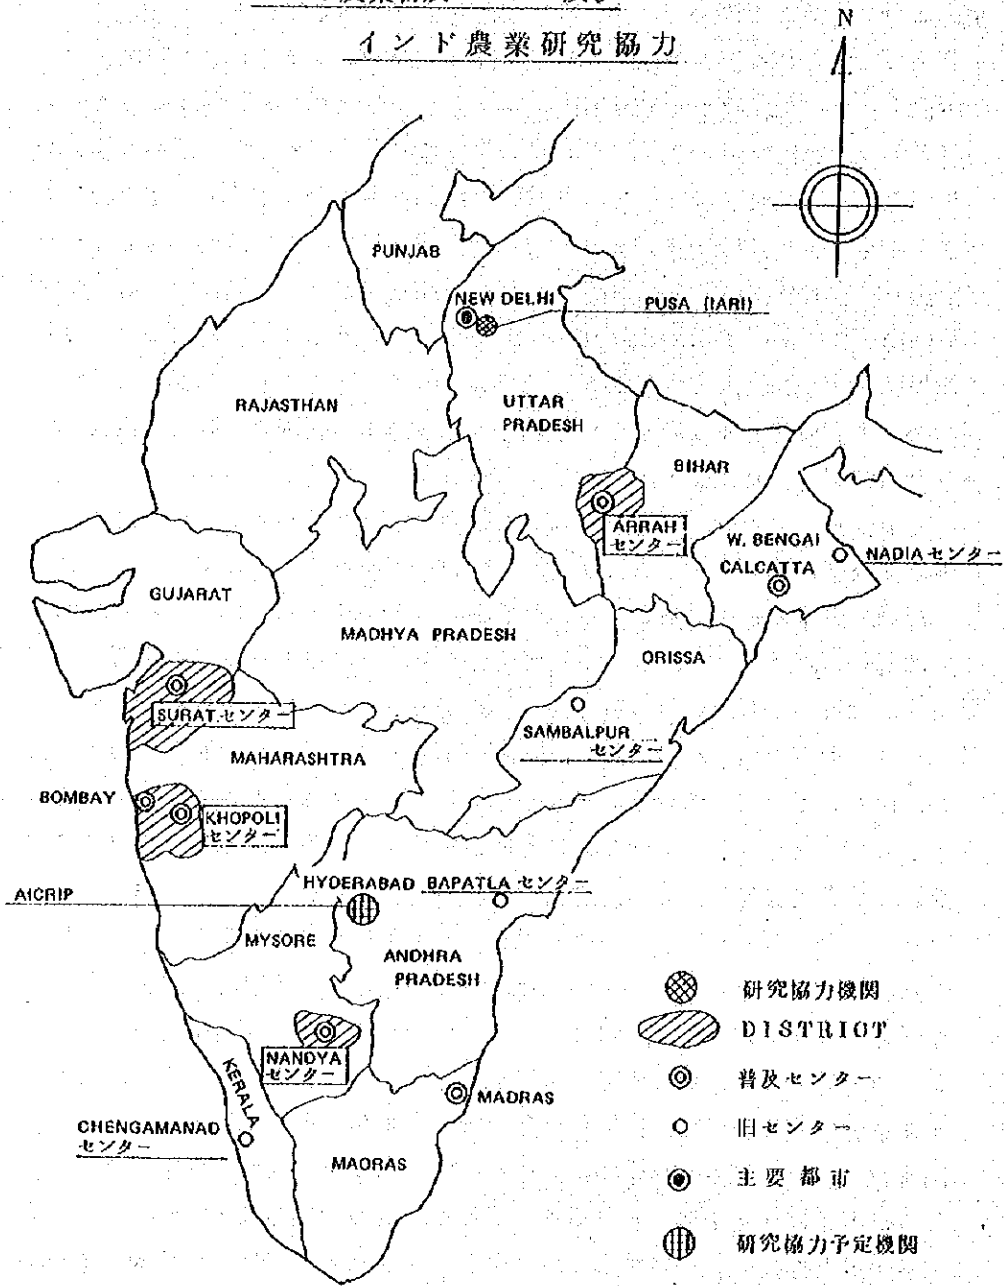 インド農業研究協力
N
PUNJAB
NEW DELHI
PUSA (IARI)
RAJASTHAN
UTTAR
PRADESH
BIHAR
ARRAH
センター
W. BENGAI
CALCATTA
NADIA センター
GUJARAT
MADHYA PRADESH
ORISSA
SURAT センター
SAMBALPUR
センター
MAHARASHTRA
BOMBAY
KHOPOLI
センター
HYDERABAD
BAPATLA センター
AICRIP
MYSORE
ANDHRA
PRADESH
NANDYA
センター
KERALA
MADRAS
CHENGAMANAD
センター
MAORAS
研究協力機関
DISTRIOT
普及センター
旧センター
主要都市
研究協力予定機関